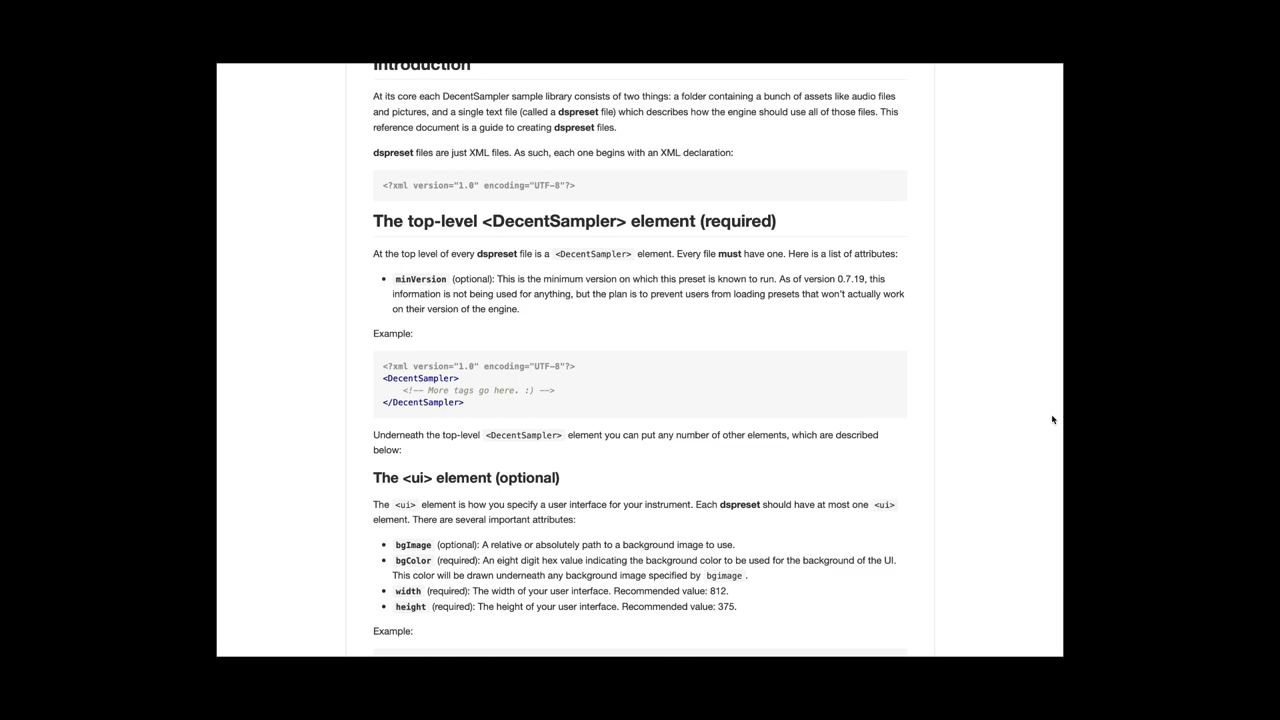 Introduction
At its core each DecentSampler sample library consists of two things: a folder containing a bunch of assets like audio files
and pictures, and a single text file (called a dspreset file) which describes how the engine should use all of those files. This
reference document is a guide to creating dspreset files.
dspreset files are just XML files. As such, each one begins with an XML declaration:
<?xml version="1.0" encoding="UTF-8"?>
The top-level <DecentSampler> element (required)
At the top level of every dspreset file is a <DecentSampler> element. Every file must have one. Here is a list of attributes:
• minVersion (optional): This is the minimum version on which this preset is known to run. As of version 0.7.19, this
information is not being used for anything, but the plan is to prevent users from loading presets that won't actually work
on their version of the engine.
Example:
<?xml version="1.0" encoding="UTF-8"?>
<DecentSampler>
<!-- More tags go here. :) -->
</DecentSampler>
Underneath the top-level <DecentSampler> element you can put any number of other elements, which are described
below:
The <ui> element (optional)
The <ui> element is how you specify a user interface for your instrument. Each dspreset should have at most one <ui>
element. There are several important attributes:
• bgImage (optional): A relative or absolutely path to a background image to use.
• bgColor (required): An eight digit hex value indicating the background color to be used for the background of the UI.
This color will be drawn underneath any background image specified by bgimage.
• width (required): The width of your user interface. Recommended value: 812.
• height (required): The height of your user interface. Recommended value: 375.
Example: